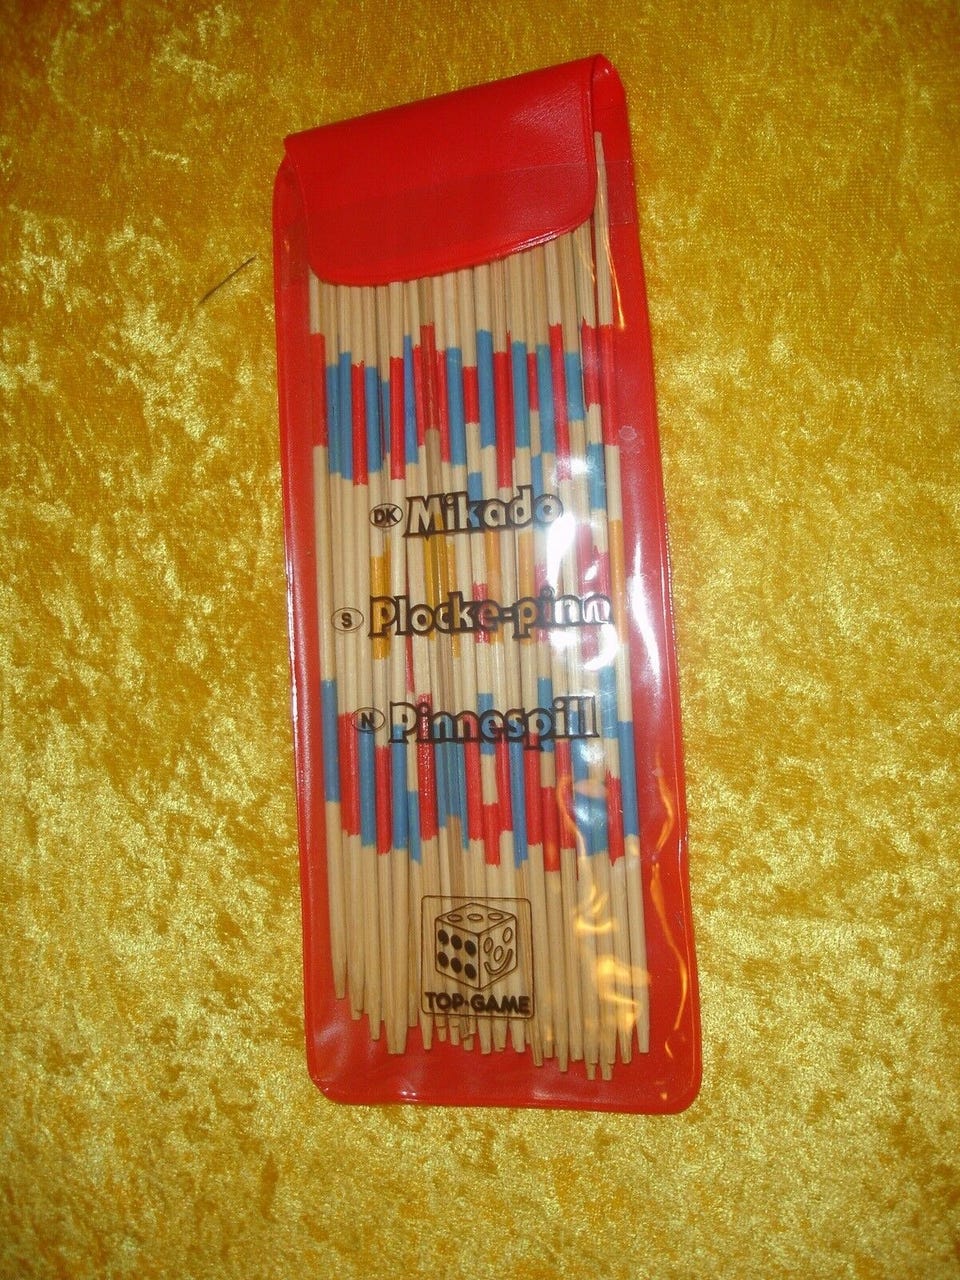 DK Mikado
S Plocke-pinn
N Pinnespill
TOP-GAME